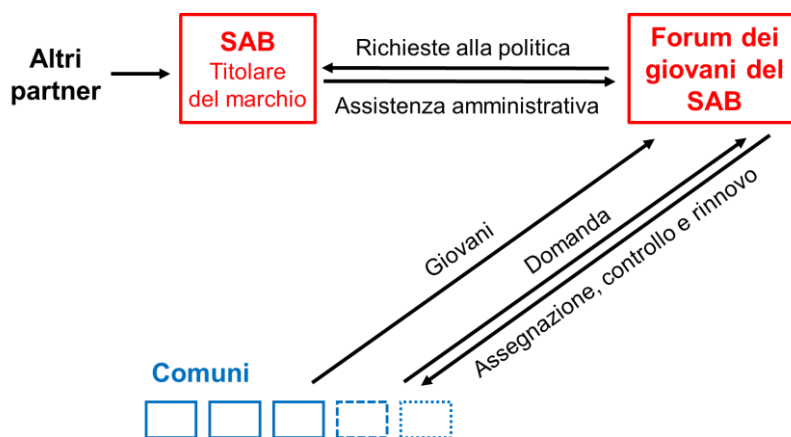 Altri
partner
SAB
Titolare
del marchio
Richieste alla politica
Assistenza amministrativa
Forum dei
giovani del
SAB
Giovani
Domanda
Assegnazione, controllo e rinnovo
Comuni